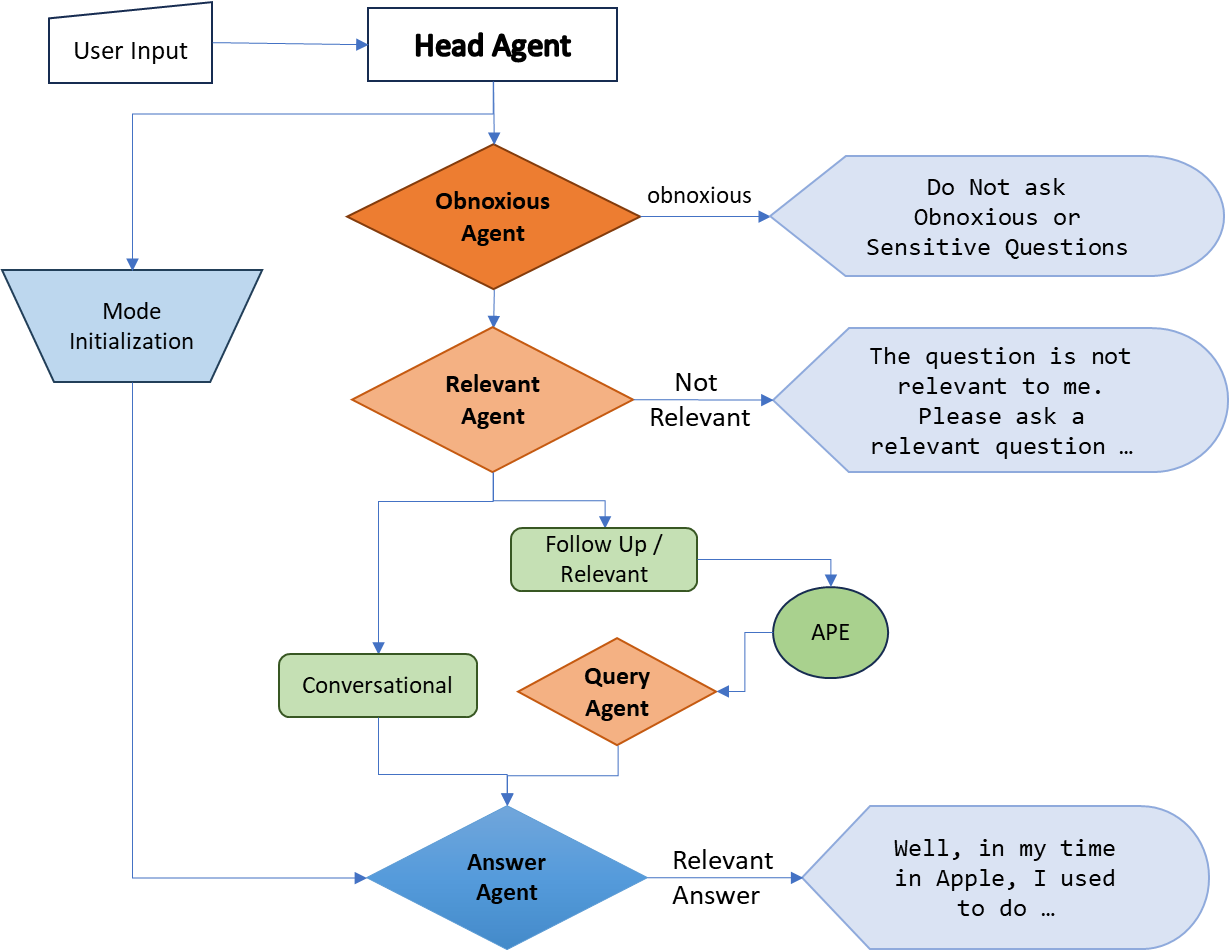 User Input
Head Agent
Obnoxious
Agent
obnoxious
Do Not ask
Obnoxious or
Sensitive Questions
Mode
Initialization
Relevant
Agent
Not
Relevant
The question is not
relevant to me.
Please ask a
relevant question …
Follow Up /
Relevant
APE
Conversational
Query
Agent
Answer
Agent
Relevant
Answer
Well, in my time
in Apple, I used
to do …